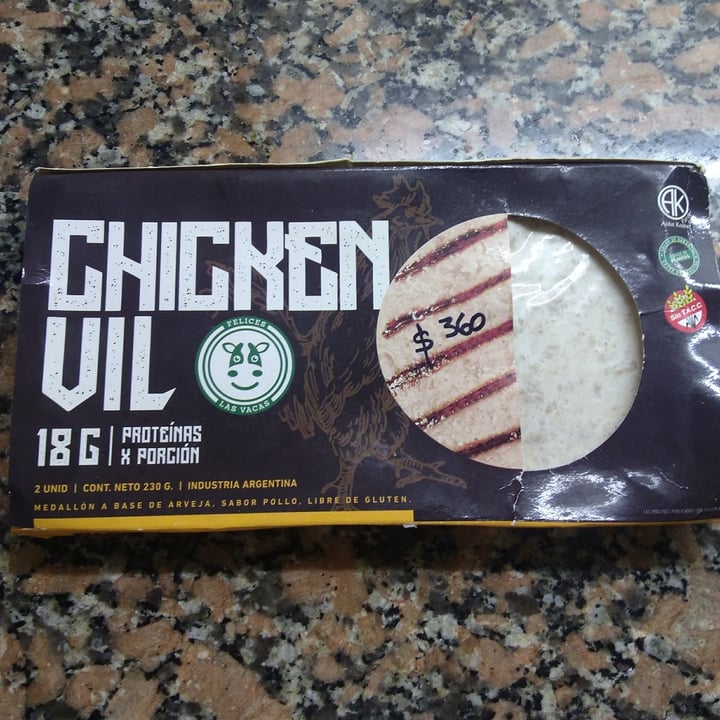 CHICKEN
VIL
FELICES
LAS VACAS
18 G | PROTEÍNAS
X PORCIÓN
2 UNID | CONT. NETO 230 G. | INDUSTRIA ARGENTINA
MEDALLÓN A BASE DE ARVEJA, SABOR POLLO, LIBRE DE GLUTEN.
$ 360
AK
Sin T.A.C.C.